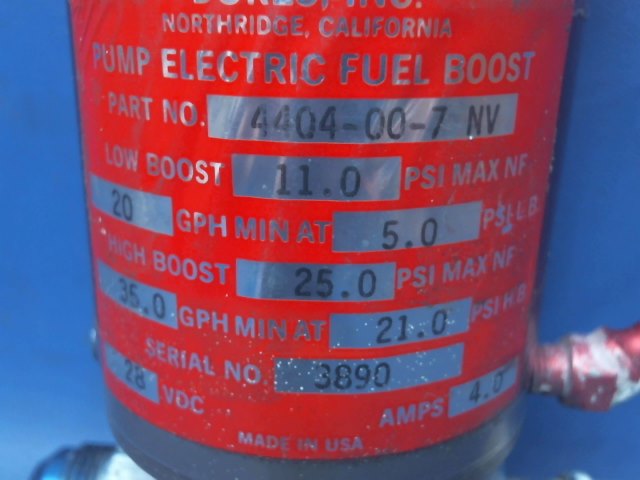 DUKES, INC.
NORTHRIDGE, CALIFORNIA
PUMP ELECTRIC FUEL BOOST
PART NO. 4404-00-7 NV
LOW BOOST 11.0 PSI MAX NF
20 GPH MIN AT 5.0 PSI L.B
HIGH BOOST 25.0 PSI MAX NF
35.0 GPH MIN AT 21.0 PSI H.B
SERIAL NO. 3890
28 VDC AMPS 4.0
MADE IN USA